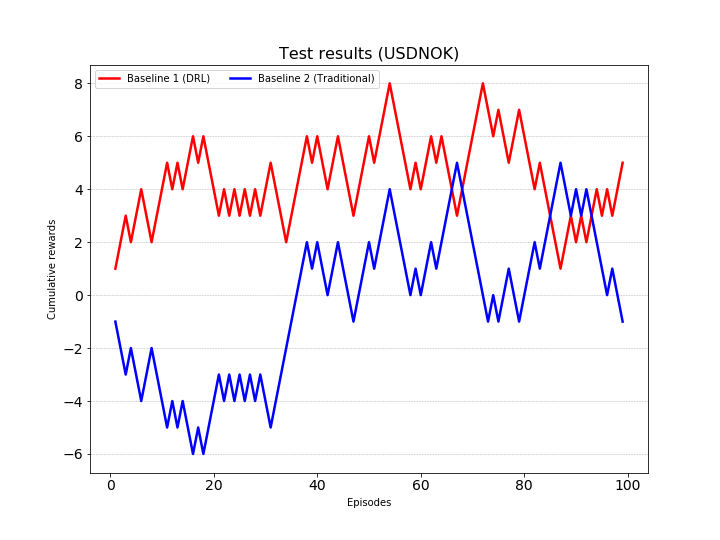 Test results (USDNOK)
Baseline 1 (DRL) Baseline 2 (Traditional)
8
6
4
2
0
−2
−4
−6
Cumulative rewards
0 20 40 60 80 100
Episodes